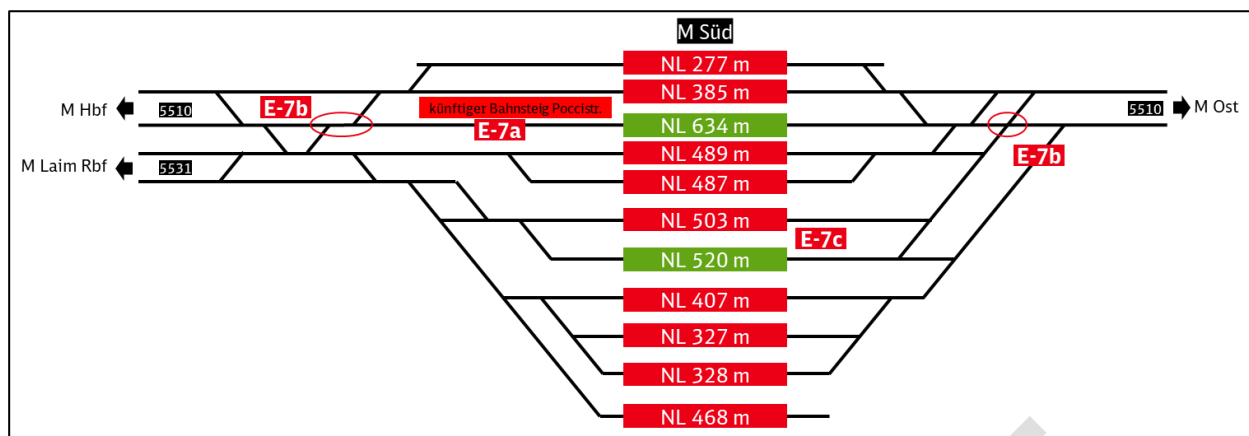 M Süd
NL 277 m
NL 385 m
M Hbf
5510
E-7b
künftiger Bahnsteig Poccistr.
5510
M Ost
E-7a
NL 634 m
NL 489 m
E-7b
M Laim Rbf
5531
NL 487 m
NL 503 m
E-7c
NL 520 m
NL 407 m
NL 327 m
NL 328 m
NL 468 m